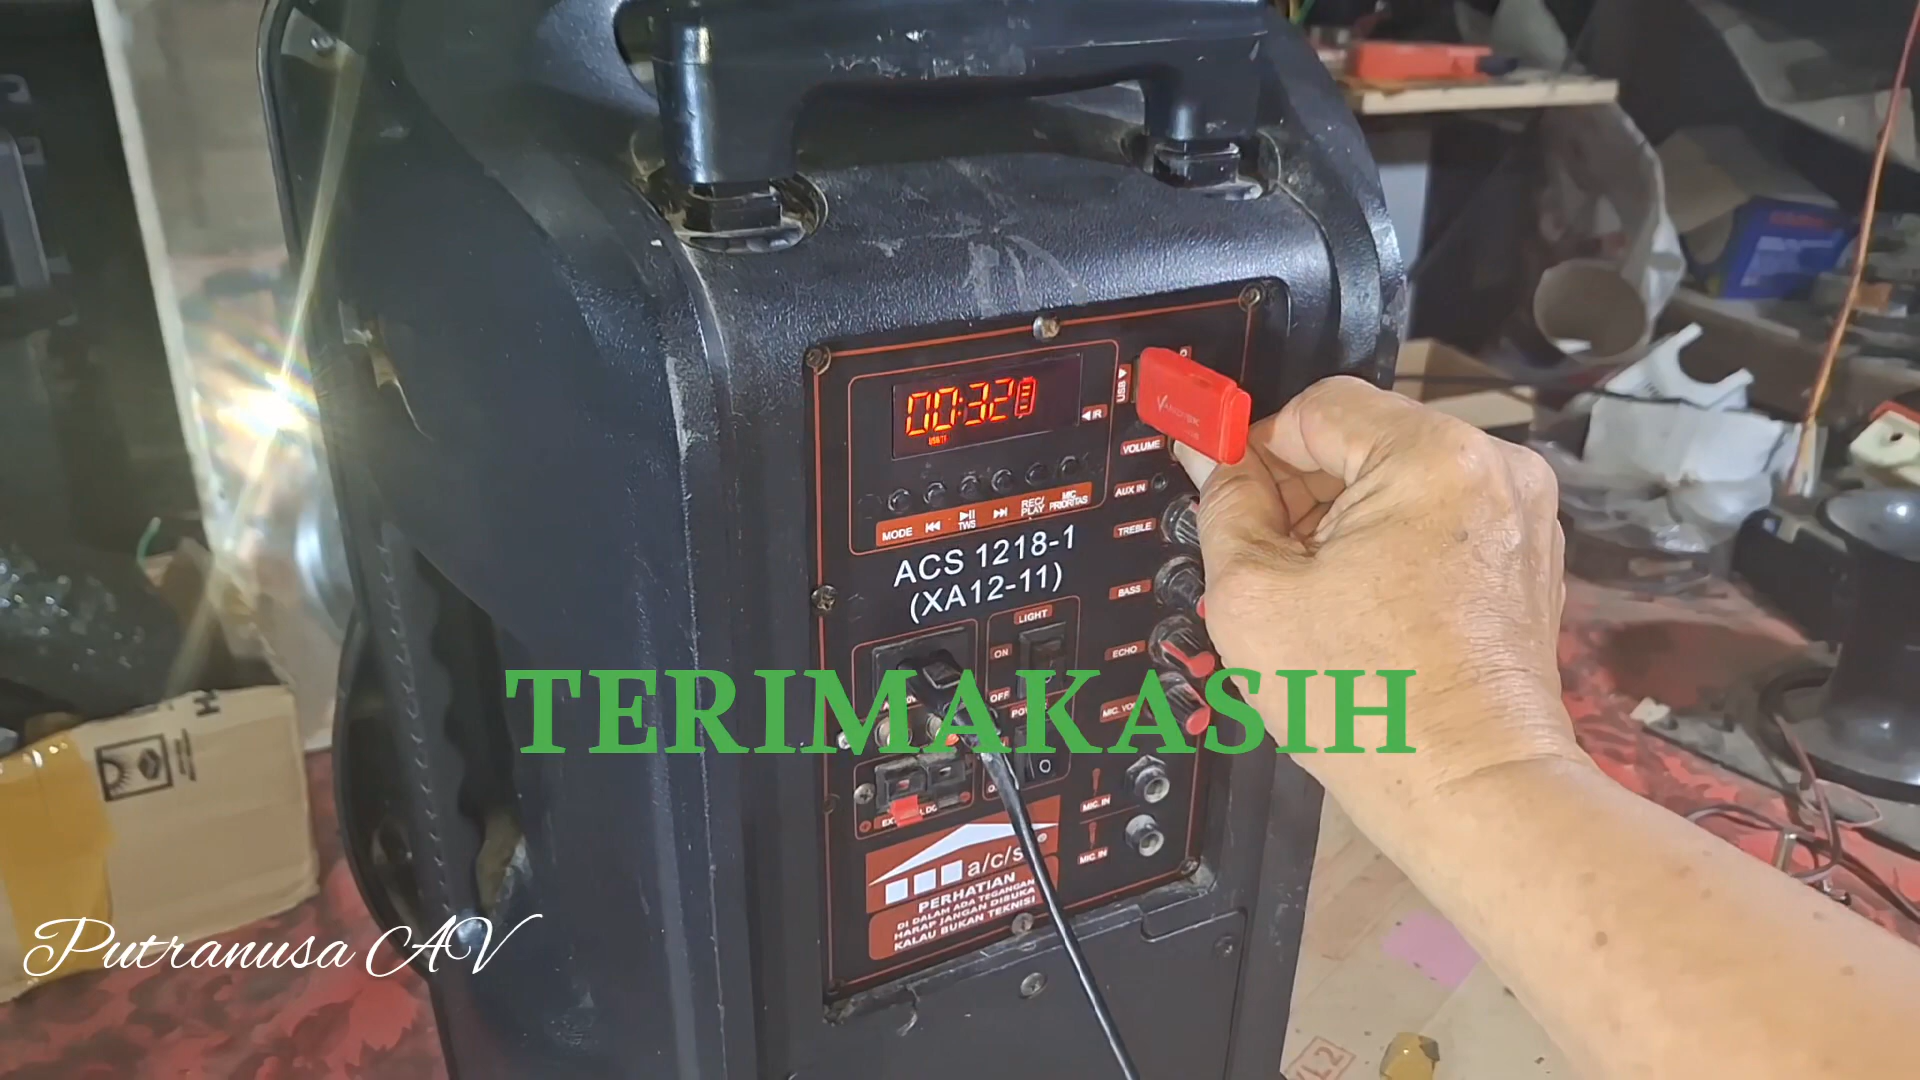 00:32
USB/TF
IR
USB
VOLUME
AUX IN
MODE
TWS
REC/
PLAY
MIC
PRIORITAS
TREBLE
ACS 1218-1
(XA12-11)
BASS
LIGHT
ON
ECHO
OFF
TERIMAKASIH
MIC. IN
MIC. IN
a/c/s
PERHATIAN
DI DALAM ADA TEGANGAN
HARAP JANGAN DIBUKA
KALAU BUKAN TEKNISI
Putranusa AV